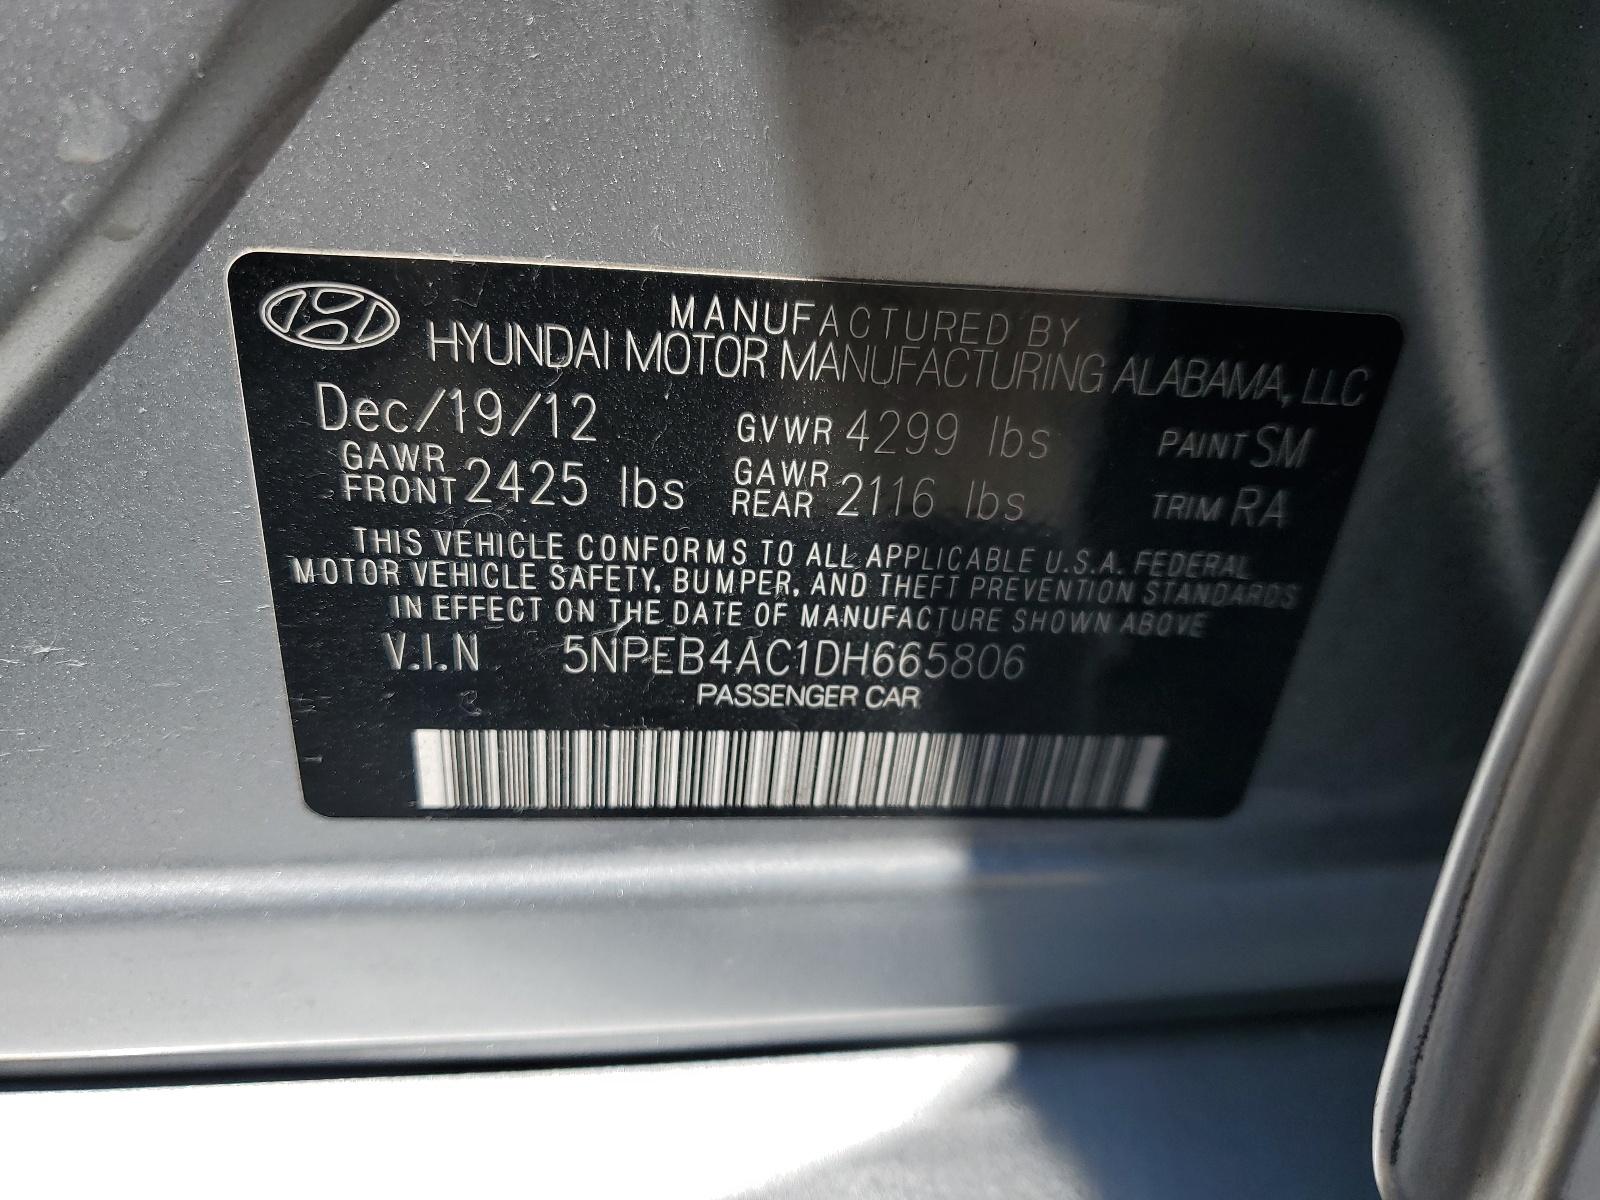 MANUFACTURED BY
HYUNDAI MOTOR MANUFACTURING ALABAMA, LLC
Dec/19/12 GVWR 4299 lbs PAINT SM
GAWR FRONT 2425 lbs GAWR REAR 2116 lbs TRIM RA
THIS VEHICLE CONFORMS TO ALL APPLICABLE U.S.A. FEDERAL
MOTOR VEHICLE SAFETY, BUMPER, AND THEFT PREVENTION STANDARDS
IN EFFECT ON THE DATE OF MANUFACTURE SHOWN ABOVE
V.I.N 5NPEB4AC1DH665806
PASSENGER CAR